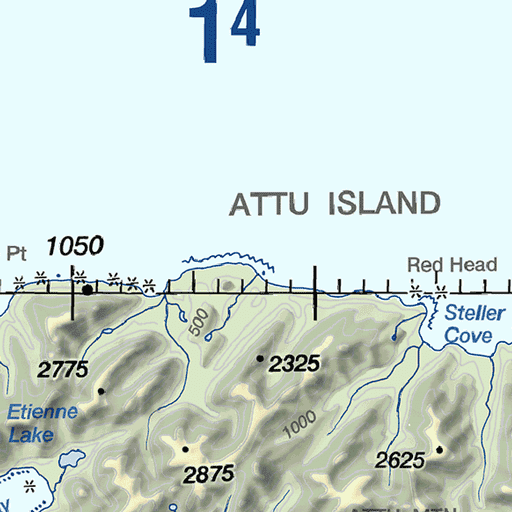 14
ATTU ISLAND
Pt
1050
Red Head
Steller
Cove
500
2775
2325
Etienne
Lake
1000
2875
2625